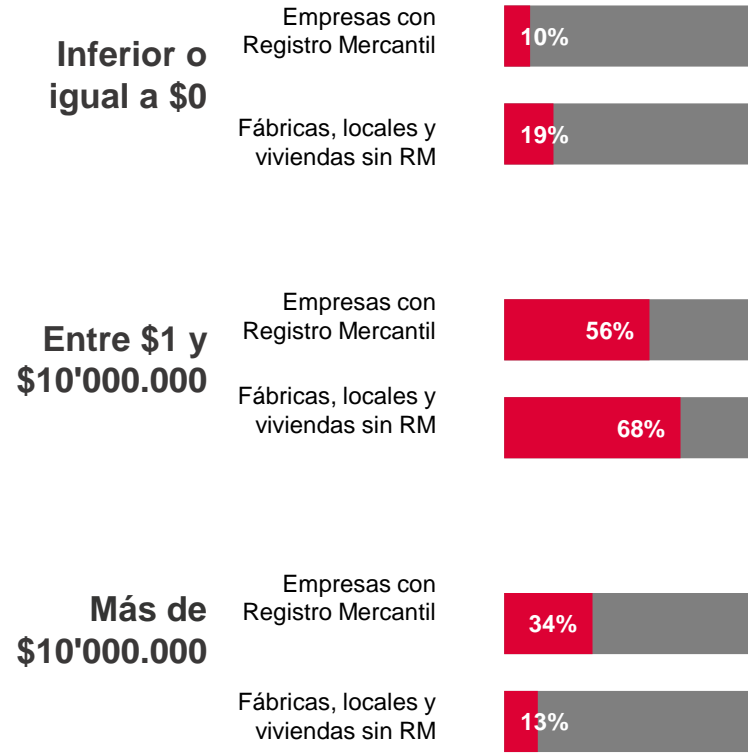 Inferior o
igual a $0
Empresas con
Registro Mercantil
10%
Fábricas, locales y
viviendas sin RM
19%
Entre $1 y
$10'000.000
Empresas con
Registro Mercantil
56%
Fábricas, locales y
viviendas sin RM
68%
Más de
$10'000.000
Empresas con
Registro Mercantil
34%
Fábricas, locales y
viviendas sin RM
13%